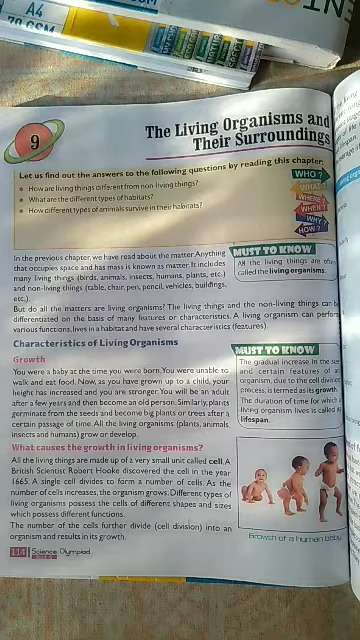 A4
70 GSM
9
The Living Organisms and
Their Surroundings
Let us find out the answers to the following questions by reading this chapter.
How are living things different from non-living things?
What are the different types of habitats?
How different types of animals survive in their habitats?
WHO?
WHAT?
WHERE?
WHEN?
WHY?
HOW?
In the previous chapter, we have read about the matter. Anything
that occupies space and has mass is known as matter. It includes
many living things (birds, animals, insects, humans, plants, etc.)
and non-living things (table, chair, pen, pencil, vehicles, buildings,
etc.).
MUST TO KNOW
All the living things are often
called the living organisms.
But do all the matters are living organisms? The living things and the non-living things can be
differentiated on the basis of many features or characteristics. A living organism can perform
various functions, lives in a habitat and have several characteristics (features).
Characteristics of Living Organisms
Growth
You were a baby at the time you were born. You were unable to
walk and eat food. Now, as you have grown up to a child, your
height has increased and you are stronger. You will be an adult
after a few years and then become an old person. Similarly, plants
germinate from the seeds and become big plants or trees after a
certain passage of time. All the living organisms (plants, animals,
insects and humans) grow or develop.
MUST TO KNOW
The gradual increase in the size
and certain features of an
organism, due to the cell division
process, is termed as its growth.
The duration of time for which a
living organism lives is called its
lifespan.
What causes the growth in living organisms?
All the living things are made up of a very small unit called cell. A
British Scientist Robert Hooke discovered the cell in the year
1665. A single cell divides to form a number of cells. As the
number of cells increases, the organism grows. Different types of
living organisms possess the cells of different shapes and sizes
which possess different functions.
The number of the cells further divide (cell division) into an
organism and results in its growth.
Growth of a human baby
114 Science Olympiad